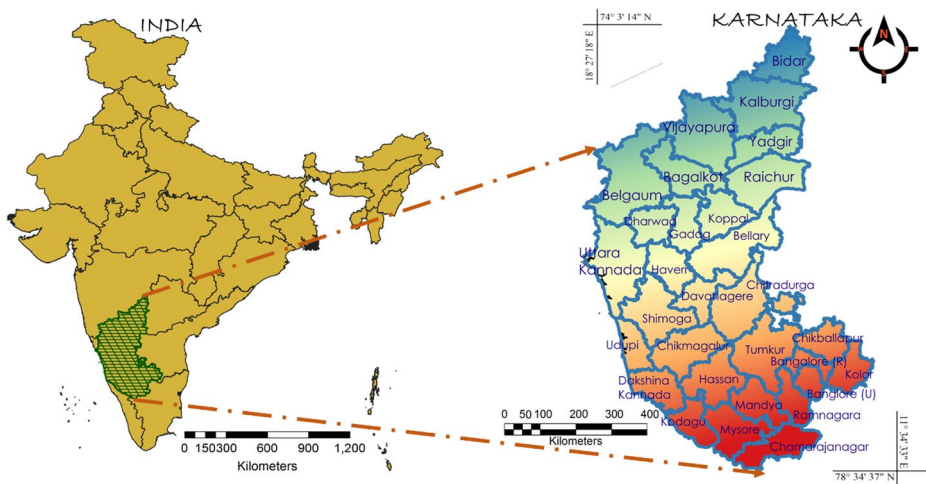 INDIA
0 150300 600 900 1,200
Kilometers
KARNATAKA
74° 3' 14" N
18° 27' 18" E
N
Bidar
Kalburgi
Vijayapura
Yadgir
Bagalkot
Raichur
Belgaum
Dharwad
Koppal
Gadag
Bellary
Uttara
Kannada
Haveri
Davanagere
Chitradurga
Shimoga
Udupi
Chikmagalur
Tumkur
Chikballapur
Bangalore (R)
Kolar
Dakshina
Kannada
Hassan
Banglore (U)
Mandya
Ramnagara
Kodagu
Mysore
Chamarajanagar
0 50 100 200 300 400
Kilometers
11° 34' 33" E
78° 34' 37" N